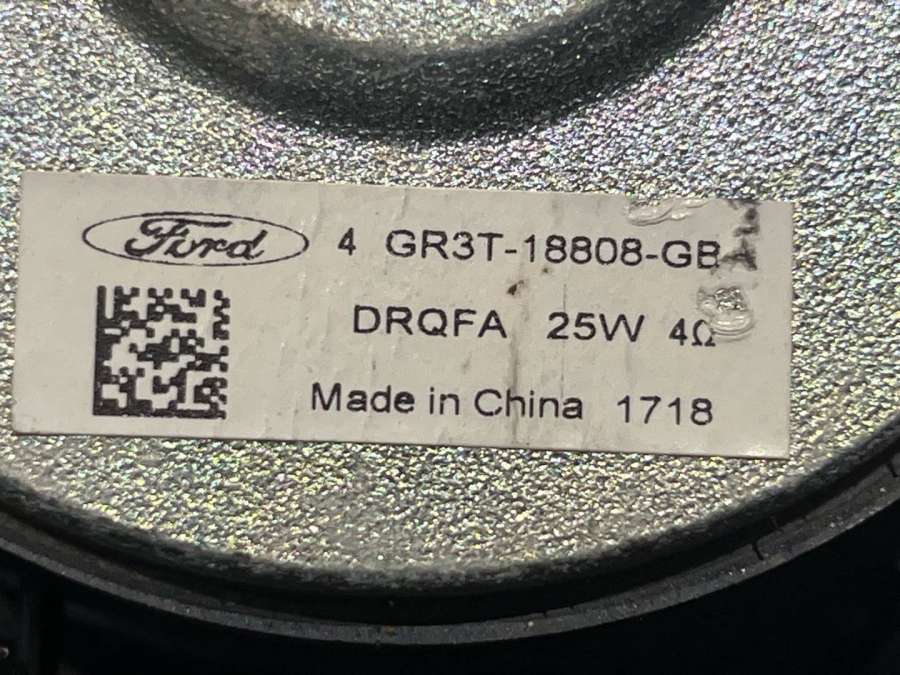 Ford
4 GR3T-18808-GB
DRQFA 25W 4Ω
Made in China 1718